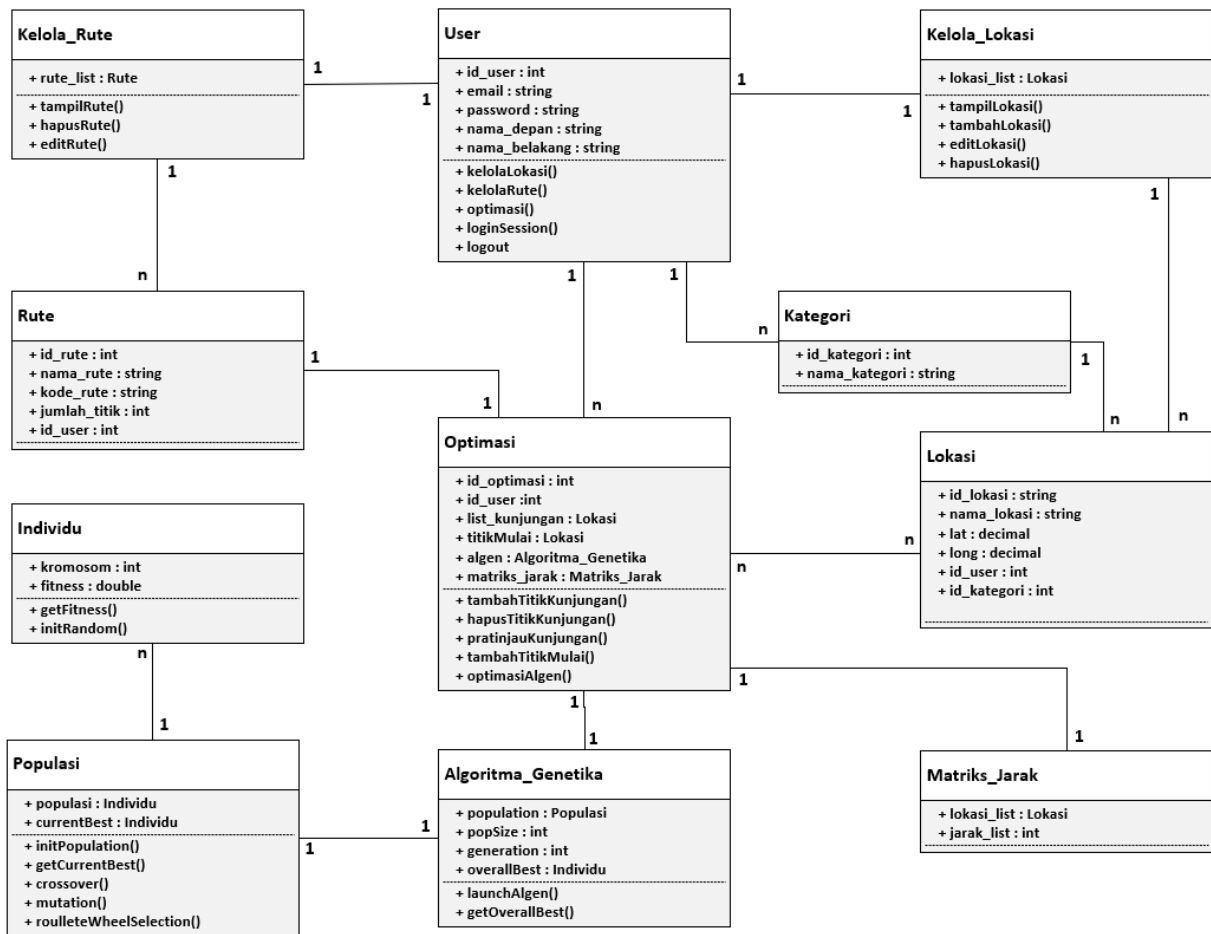 Kelola_Rute
+ rute_list : Rute
+ tampilRute()
+ hapusRute()
+ editRute()
1
1
User
+ id_user : int
+ email : string
+ password : string
+ nama_depan : string
+ nama_belakang : string
+ kelolaLokasi()
+ kelolaRute()
+ optimasi()
+ loginSession()
+ logout
1
1
Kelola_Lokasi
+ lokasi_list : Lokasi
+ tampilLokasi()
+ tambahLokasi()
+ editLokasi()
+ hapusLokasi()
1
n
1
n
1
n
1
n
Rute
+ id_rute : int
+ nama_rute : string
+ kode_rute : string
+ jumlah_titik : int
+ id_user : int
1
1
Kategori
+ id_kategori : int
+ nama_kategori : string
1
n
Optimasi
+ id_optimasi : int
+ id_user :int
+ list_kunjungan : Lokasi
+ titikMulai : Lokasi
+ algen : Algoritma_Genetika
+ matriks_jarak : Matriks_Jarak
+ tambahTitikKunjungan()
+ hapusTitikKunjungan()
+ pratinjauKunjungan()
+ tambahTitikMulai()
+ optimasiAlgen()
n
n
Lokasi
+ id_lokasi : string
+ nama_lokasi : string
+ lat : decimal
+ long : decimal
+ id_user : int
+ id_kategori : int
Individu
+ kromosom : int
+ fitness : double
+ getFitness()
+ initRandom()
n
1
1
1
1
1
Populasi
+ populasi : Individu
+ currentBest : Individu
+ initPopulation()
+ getCurrentBest()
+ crossover()
+ mutation()
+ roulleteWheelSelection()
1
1
Algoritma_Genetika
+ population : Populasi
+ popSize : int
+ generation : int
+ overallBest : Individu
+ launchAlgen()
+ getOverallBest()
Matriks_Jarak
+ lokasi_list : Lokasi
+ jarak_list : int